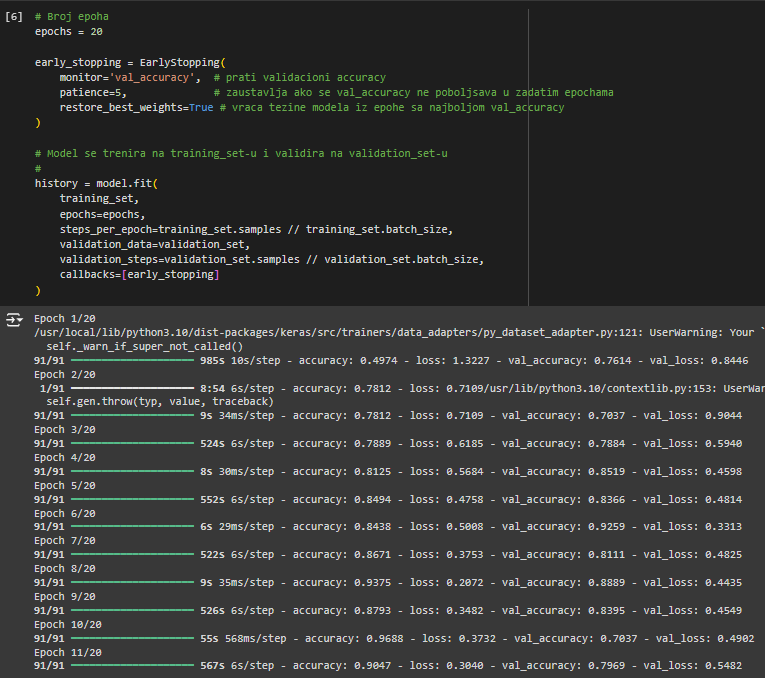 [6] # Broj epoha
epochs = 20
early_stopping = EarlyStopping(
monitor='val_accuracy', # prati validacioni accuracy
patience=5, # zaustavlja ako se val_accuracy ne poboljsava u zadatim epochama
restore_best_weights=True # vraca tezine modela iz epohe sa najboljom val_accuracy
)
# Model se trenira na training_set-u i validira na validation_set-u
#
history = model.fit(
training_set,
epochs=epochs,
steps_per_epoch=training_set.samples // training_set.batch_size,
validation_data=validation_set,
validation_steps=validation_set.samples // validation_set.batch_size,
callbacks=[early_stopping]
)
Epoch 1/20
/usr/local/lib/python3.10/dist-packages/keras/src/trainers/data_adapters/py_dataset_adapter.py:121: UserWarning: Your `
self._warn_if_super_not_called()
91/91 985s 10s/step - accuracy: 0.4974 - loss: 1.3227 - val_accuracy: 0.7614 - val_loss: 0.8446
Epoch 2/20
1/91 8:54 6s/step - accuracy: 0.7812 - loss: 0.7109/usr/lib/python3.10/contextlib.py:153: UserWar
self.gen.throw(typ, value, traceback)
91/91 9s 34ms/step - accuracy: 0.7812 - loss: 0.7109 - val_accuracy: 0.7037 - val_loss: 0.9044
Epoch 3/20
91/91 524s 6s/step - accuracy: 0.7889 - loss: 0.6185 - val_accuracy: 0.7884 - val_loss: 0.5940
Epoch 4/20
91/91 8s 30ms/step - accuracy: 0.8125 - loss: 0.5684 - val_accuracy: 0.8519 - val_loss: 0.4598
Epoch 5/20
91/91 552s 6s/step - accuracy: 0.8494 - loss: 0.4758 - val_accuracy: 0.8366 - val_loss: 0.4814
Epoch 6/20
91/91 6s 29ms/step - accuracy: 0.8438 - loss: 0.5008 - val_accuracy: 0.9259 - val_loss: 0.3313
Epoch 7/20
91/91 522s 6s/step - accuracy: 0.8671 - loss: 0.3753 - val_accuracy: 0.8111 - val_loss: 0.4825
Epoch 8/20
91/91 9s 35ms/step - accuracy: 0.9375 - loss: 0.2072 - val_accuracy: 0.8889 - val_loss: 0.4435
Epoch 9/20
91/91 526s 6s/step - accuracy: 0.8793 - loss: 0.3482 - val_accuracy: 0.8395 - val_loss: 0.4549
Epoch 10/20
91/91 55s 568ms/step - accuracy: 0.9688 - loss: 0.3732 - val_accuracy: 0.7037 - val_loss: 0.4902
Epoch 11/20
91/91 567s 6s/step - accuracy: 0.9047 - loss: 0.3040 - val_accuracy: 0.7969 - val_loss: 0.5482